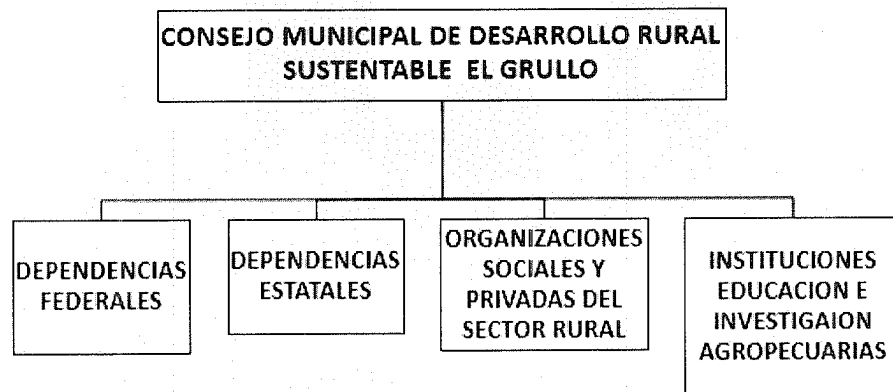 CONSEJO MUNICIPAL DE DESARROLLO RURAL
SUSTENTABLE EL GRULLO
DEPENDENCIAS
FEDERALES
DEPENDENCIAS
ESTATALES
ORGANIZACIONES
SOCIALES Y
PRIVADAS DEL
SECTOR RURAL
INSTITUCIONES
EDUCACION E
INVESTIGAION
AGROPECUARIAS